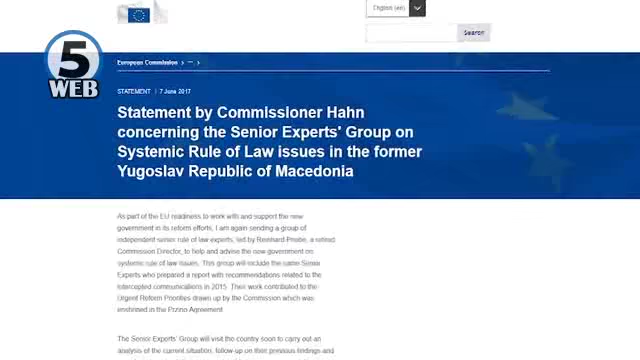 English (en)
Search
5
WEB
European Commission > ... >
STATEMENT | 7 June 2017
Statement by Commissioner Hahn
concerning the Senior Experts' Group on
Systemic Rule of Law issues in the former
Yugoslav Republic of Macedonia
As part of the EU readiness to work with and support the new
government in its reform efforts, I am again sending a group of
independent senior rule of law experts, led by Reinhard Priebe, a retired
Commission Director, to help and advise the new government on
systemic rule of law issues. This group will include the same Senior
Experts who prepared a report with recommendations related to the
intercepted communications in 2015. Their work contributed to the
Urgent Reform Priorities drawn up by the Commission which was
enshrined in the Przino Agreement.
The Senior Experts' Group will visit the country soon to carry out an
analysis of the current situation, follow-up on their previous findings and